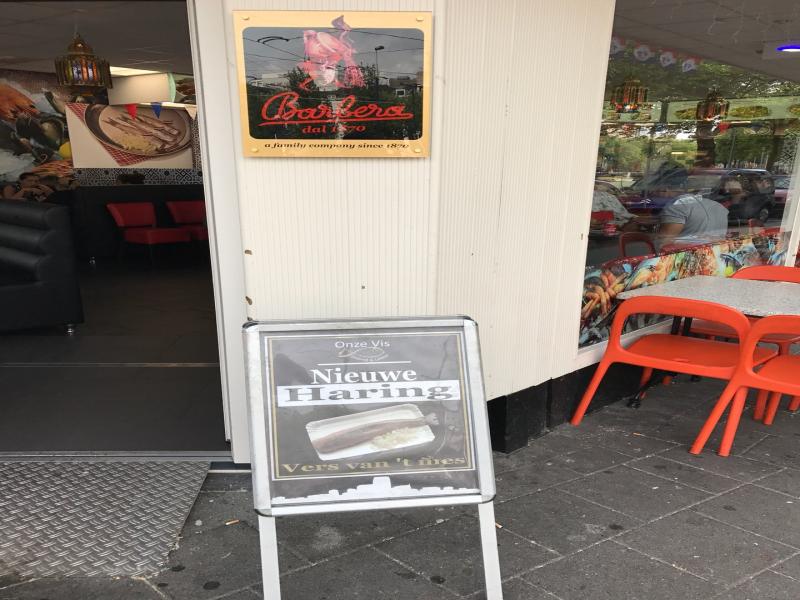 Barbera
dal 1870
a family company since 1870
Onze Vis
Nieuwe
Haring
Vers van 't mes